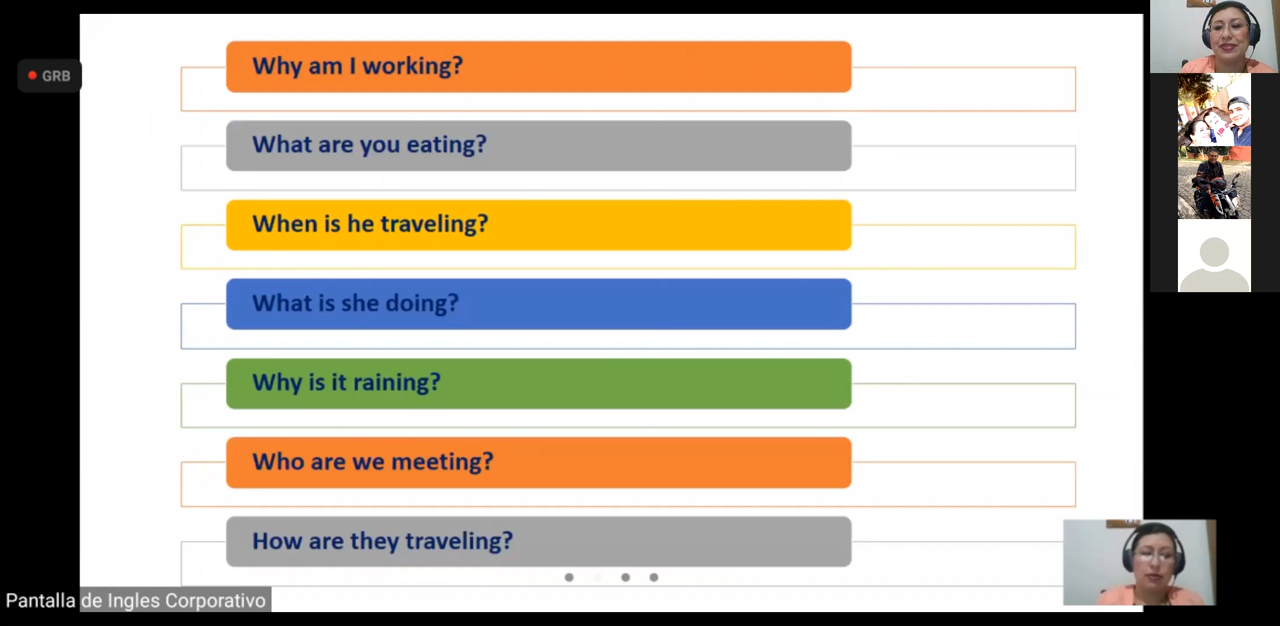 GRB
Why am I working?
What are you eating?
When is he traveling?
What is she doing?
Why is it raining?
Who are we meeting?
How are they traveling?
Pantalla de Ingles Corporativo